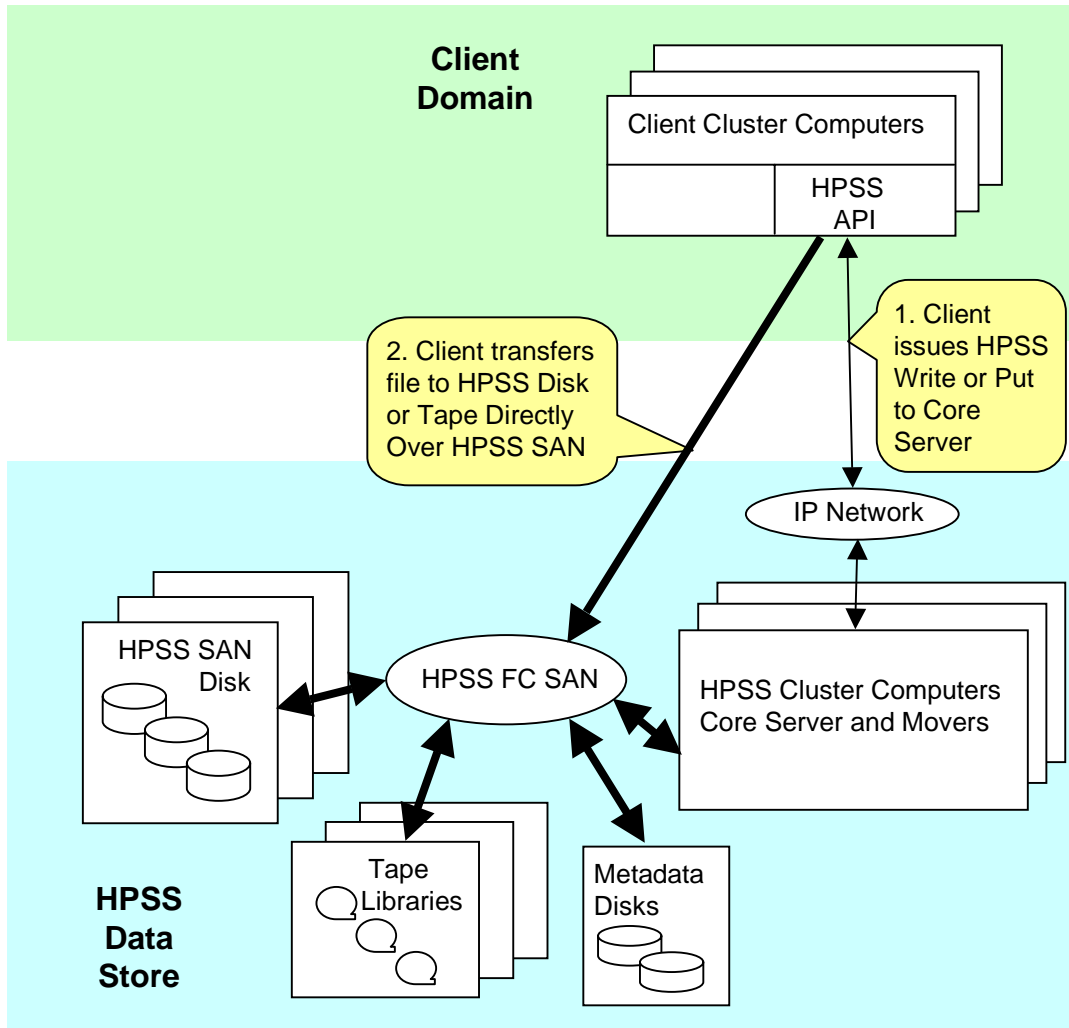 Client
Domain
Client Cluster Computers
HPSS
API
1. Client
issues HPSS
Write or Put
to Core
Server
2. Client transfers
file to HPSS Disk
or Tape Directly
Over HPSS SAN
IP Network
HPSS SAN
Disk
HPSS FC SAN
HPSS Cluster Computers
Core Server and Movers
Tape
Libraries
Metadata
Disks
HPSS
Data
Store